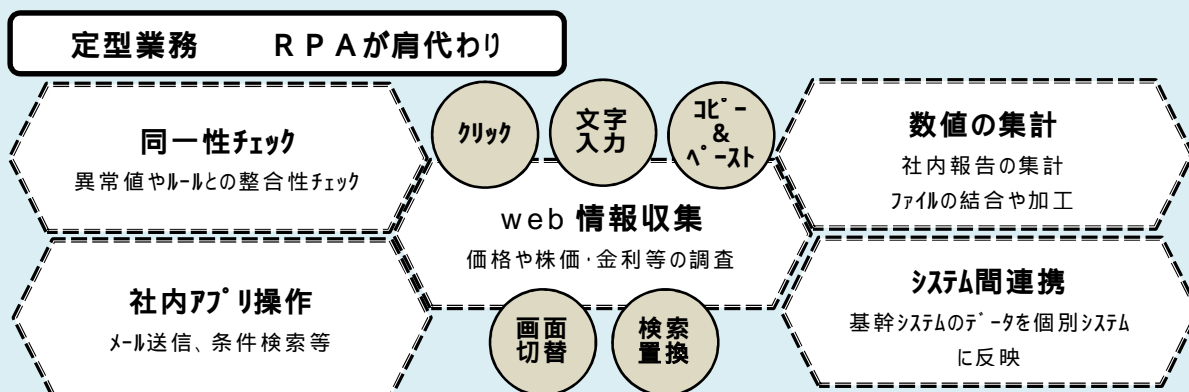 定型業務　　ＲＰＡが肩代わり
同一性ﾁｪｯｸ
異常値やﾙｰﾙとの整合性ﾁｪｯｸ
社内ｱﾌﾟﾘ操作
ﾒｰﾙ送信、条件検索等
ｸﾘｯｸ
文字
入力
ｺﾋﾟｰ
&
ﾍﾟｰｽﾄ
web 情報収集
価格や株価･金利等の調査
画面
切替
検索
置換
数値の集計
社内報告の集計
ﾌｧｲﾙの結合や加工
ｼｽﾃﾑ間連携
基幹ｼｽﾃﾑのﾃﾞｰﾀを個別ｼｽﾃﾑ
に反映